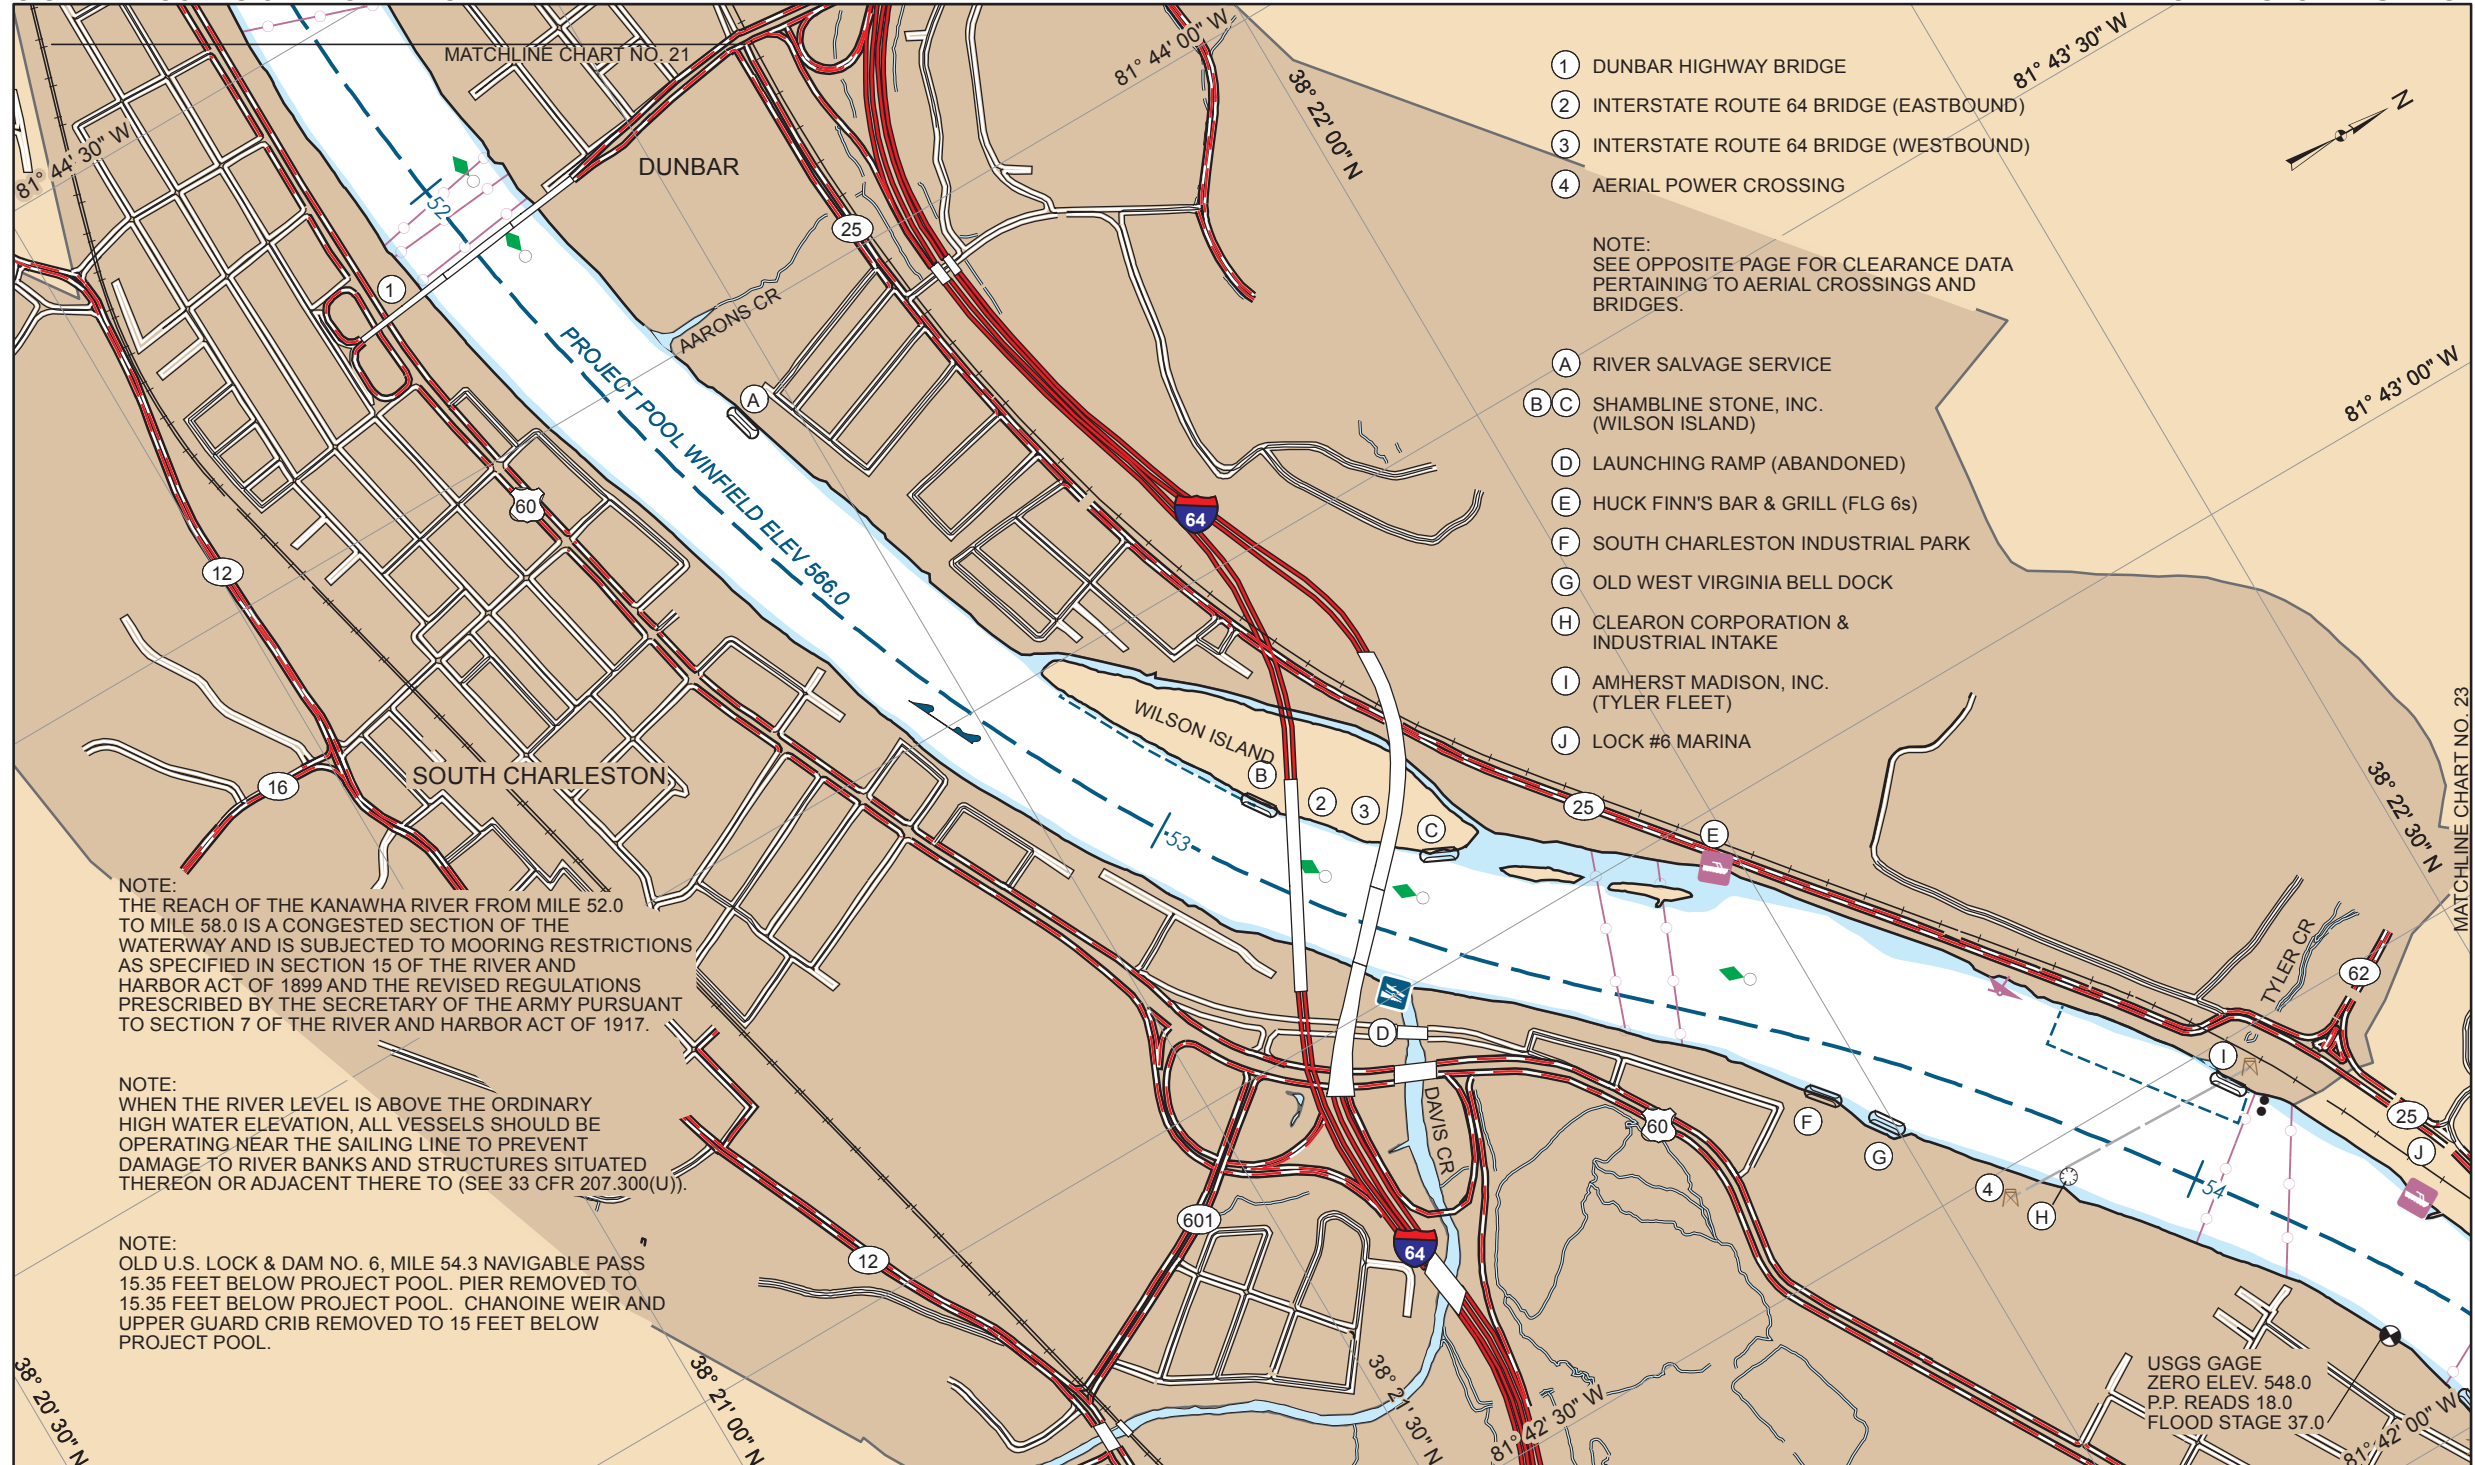 MATCHLINE CHART NO. 21
81° 44' 00" W
81° 43' 30" W
N
38° 22' 00" N
81° 44' 30" W
DUNBAR
25
52
1
AARONS CR
A
PROJECT POOL WINFIELD ELEV 566.0
60
64
12
16
SOUTH CHARLESTON
WILSON ISLAND
B
2
3
C
53
25
E
D
DAVIS CR
60
F
G
4
H
I
TYLER CR
62
25
J
54
601
64
12
1 DUNBAR HIGHWAY BRIDGE
2 INTERSTATE ROUTE 64 BRIDGE (EASTBOUND)
3 INTERSTATE ROUTE 64 BRIDGE (WESTBOUND)
4 AERIAL POWER CROSSING
NOTE:
SEE OPPOSITE PAGE FOR CLEARANCE DATA
PERTAINING TO AERIAL CROSSINGS AND
BRIDGES.
A RIVER SALVAGE SERVICE
B C SHAMBLINE STONE, INC.
(WILSON ISLAND)
D LAUNCHING RAMP (ABANDONED)
E HUCK FINN'S BAR & GRILL (FLG 6s)
F SOUTH CHARLESTON INDUSTRIAL PARK
G OLD WEST VIRGINIA BELL DOCK
H CLEARON CORPORATION &
INDUSTRIAL INTAKE
I AMHERST MADISON, INC.
(TYLER FLEET)
J LOCK #6 MARINA
81° 43' 00" W
38° 22' 30" N
MATCHLINE CHART NO. 23
NOTE:
THE REACH OF THE KANAWHA RIVER FROM MILE 52.0
TO MILE 58.0 IS A CONGESTED SECTION OF THE
WATERWAY AND IS SUBJECTED TO MOORING RESTRICTIONS
AS SPECIFIED IN SECTION 15 OF THE RIVER AND
HARBOR ACT OF 1899 AND THE REVISED REGULATIONS
PRESCRIBED BY THE SECRETARY OF THE ARMY PURSUANT
TO SECTION 7 OF THE RIVER AND HARBOR ACT OF 1917.
NOTE:
WHEN THE RIVER LEVEL IS ABOVE THE ORDINARY
HIGH WATER ELEVATION, ALL VESSELS SHOULD BE
OPERATING NEAR THE SAILING LINE TO PREVENT
DAMAGE TO RIVER BANKS AND STRUCTURES SITUATED
THEREON OR ADJACENT THERE TO (SEE 33 CFR 207.300(U)).
NOTE:
OLD U.S. LOCK & DAM NO. 6, MILE 54.3 NAVIGABLE PASS
15.35 FEET BELOW PROJECT POOL. PIER REMOVED TO
15.35 FEET BELOW PROJECT POOL. CHANOINE WEIR AND
UPPER GUARD CRIB REMOVED TO 15 FEET BELOW
PROJECT POOL.
USGS GAGE
ZERO ELEV. 548.0
P.P. READS 18.0
FLOOD STAGE 37.0
38° 20' 30" N
38° 21' 00" N
38° 21' 30" N
81° 42' 30" W
81° 42' 00" W